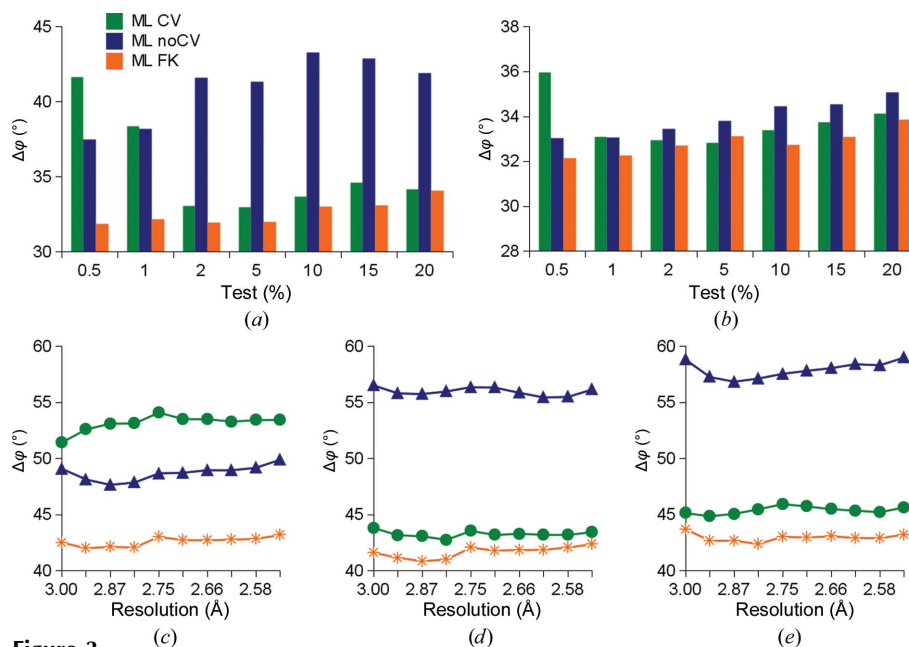 45
40
35
30
Δφ (°)
ML CV
ML noCV
ML FK
0.5 1 2 5 10 15 20
Test (%)
(a)
36
34
32
30
28
Δφ (°)
0.5 1 2 5 10 15 20
Test (%)
(b)
60
55
50
45
40
Δφ (°)
3.00 2.87 2.75 2.66 2.58
Resolution (Å)
(c)
60
55
50
45
40
Δφ (°)
3.00 2.87 2.75 2.66 2.58
Resolution (Å)
(d)
60
55
50
45
40
Δφ (°)
3.00 2.87 2.75 2.66 2.58
Resolution (Å)
(e)